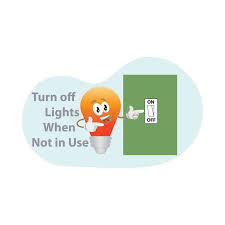 Turn off
Lights
When
Not in Use
ON
OFF